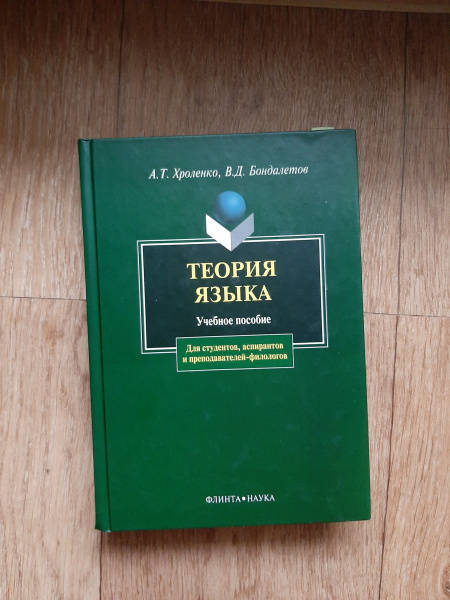 А.Т. Хроленко, В.Д. Бондалетов
ТЕОРИЯ
ЯЗЫКА
Учебное пособие
Для студентов, аспирантов
и преподавателей-филологов
ФЛИНТА • НАУКА